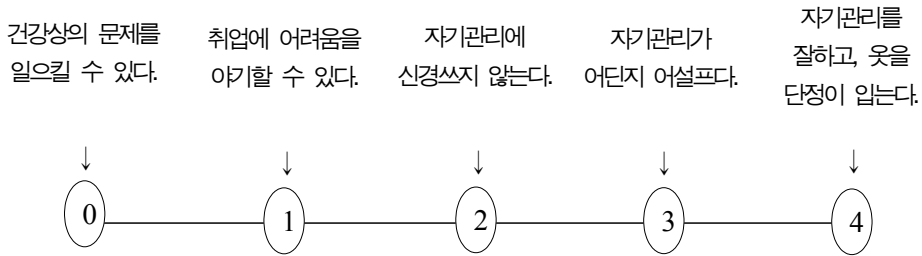 건강상의 문제를
일으킬 수 있다.
취업에 어려움을
야기할 수 있다.
자기관리에
신경쓰지 않는다.
자기관리가
어딘지 어설프다.
자기관리를
잘하고, 옷을
단정이 입는다.
↓ ↓ ↓ ↓ ↓
0 1 2 3 4